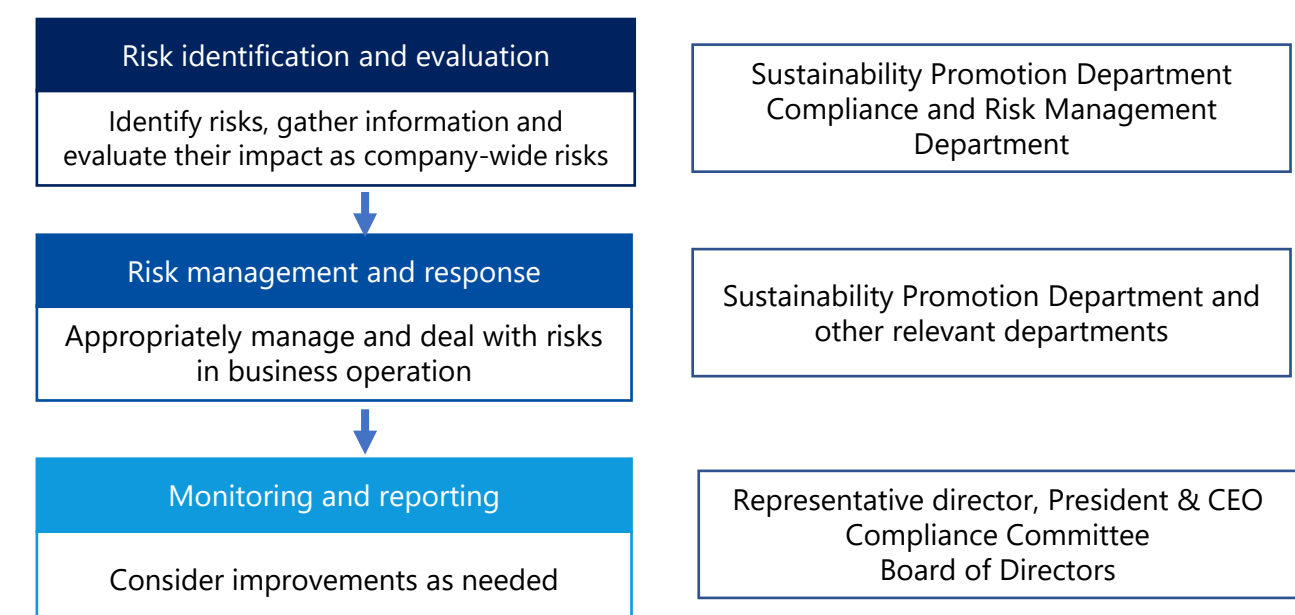 Risk identification and evaluation
Identify risks, gather information and
evaluate their impact as company-wide risks
Sustainability Promotion Department
Compliance and Risk Management
Department
Risk management and response
Appropriately manage and deal with risks
in business operation
Sustainability Promotion Department and
other relevant departments
Monitoring and reporting
Consider improvements as needed
Representative director, President & CEO
Compliance Committee
Board of Directors